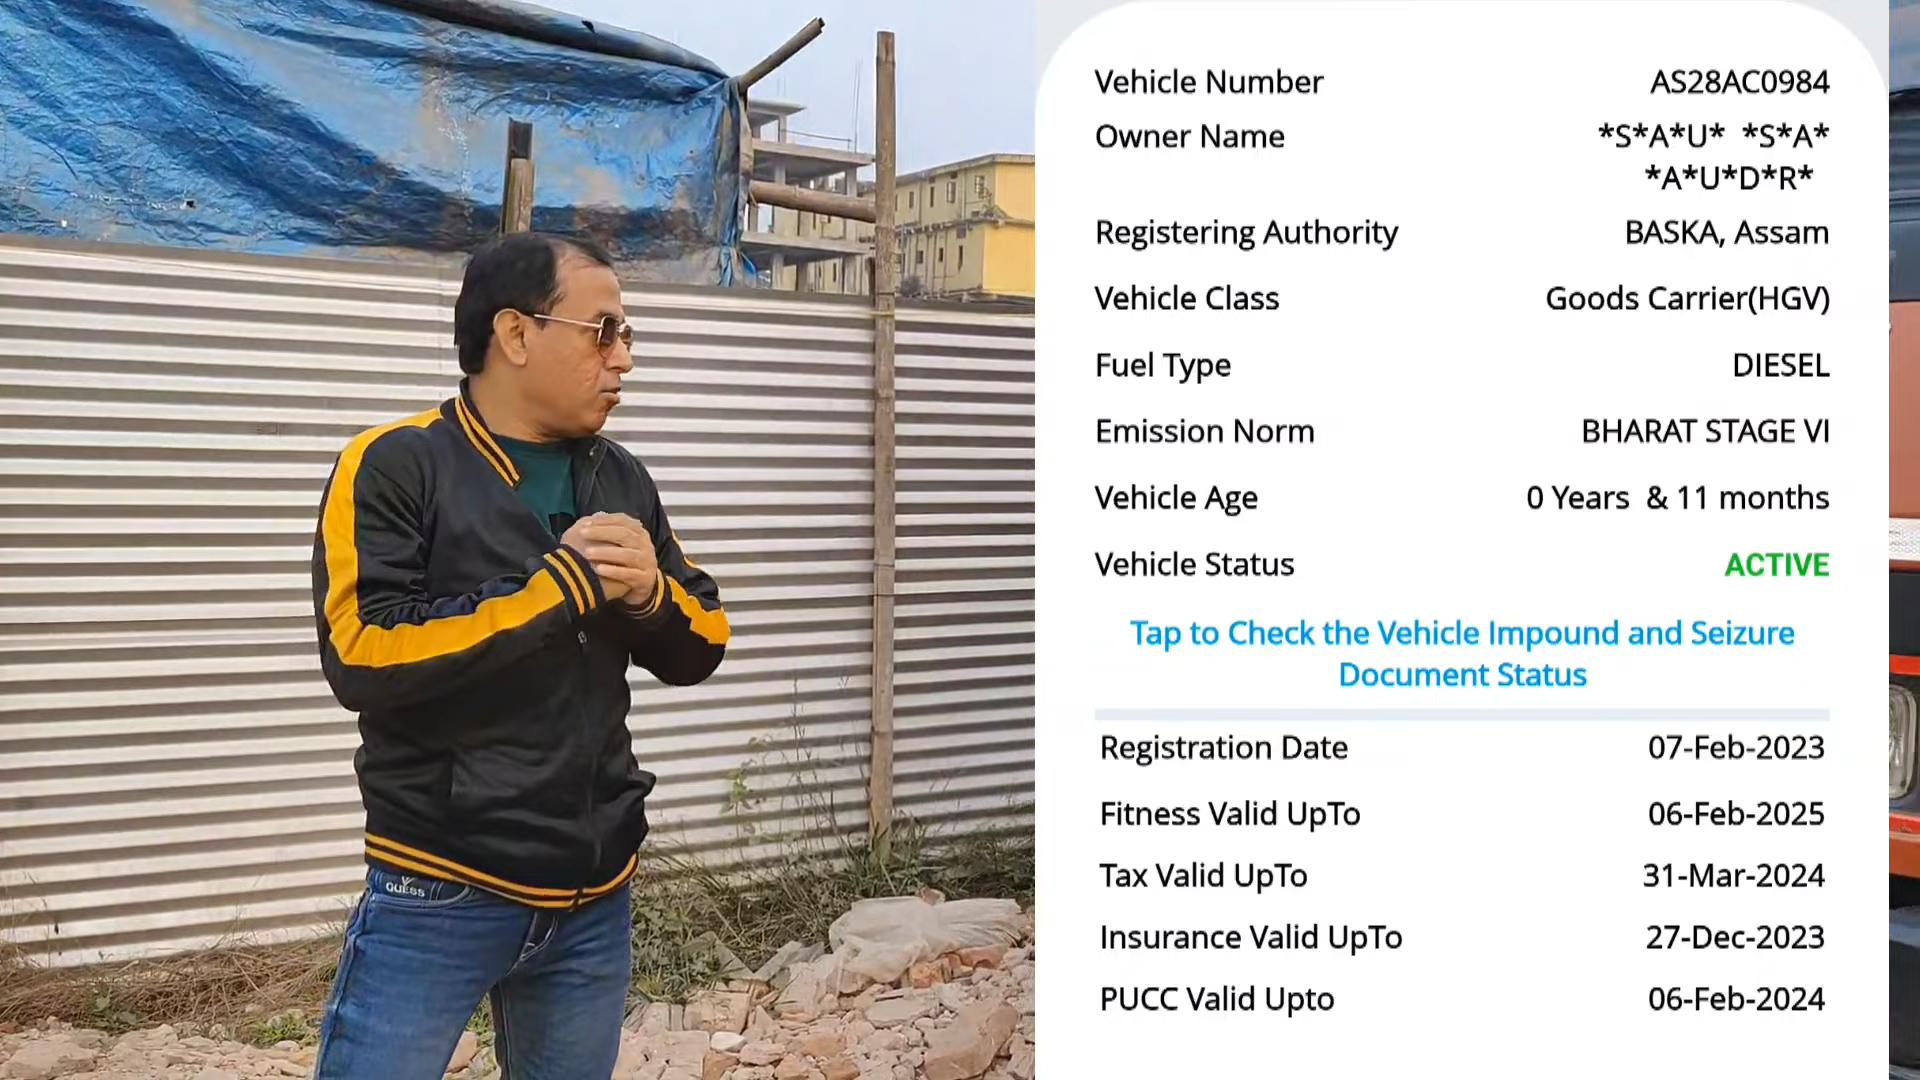 Vehicle Number AS28AC0984
Owner Name *S*A*U* *S*A*
*A*U*D*R*
Registering Authority BASKA, Assam
Vehicle Class Goods Carrier(HGV)
Fuel Type DIESEL
Emission Norm BHARAT STAGE VI
Vehicle Age 0 Years & 11 months
Vehicle Status ACTIVE
Tap to Check the Vehicle Impound and Seizure
Document Status
Registration Date 07-Feb-2023
Fitness Valid UpTo 06-Feb-2025
Tax Valid UpTo 31-Mar-2024
Insurance Valid UpTo 27-Dec-2023
PUCC Valid Upto 06-Feb-2024
GUESS